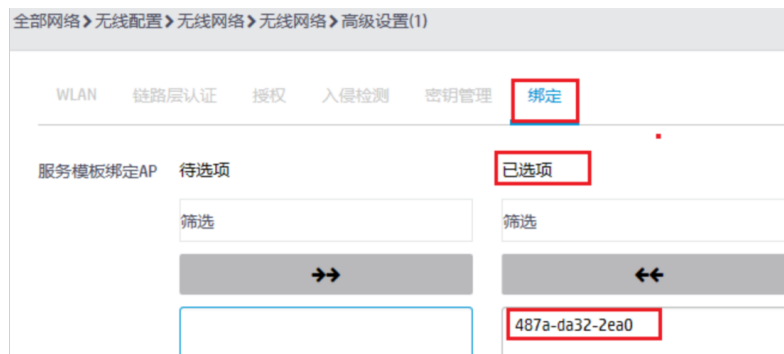 全部网络>无线配置>无线网络>无线网络>高级设置(1)
WLAN 链路层认证 授权 入侵检测 密钥管理 绑定
服务模板绑定AP 待选项 已选项
筛选 筛选
→→ ←←
487a-da32-2ea0